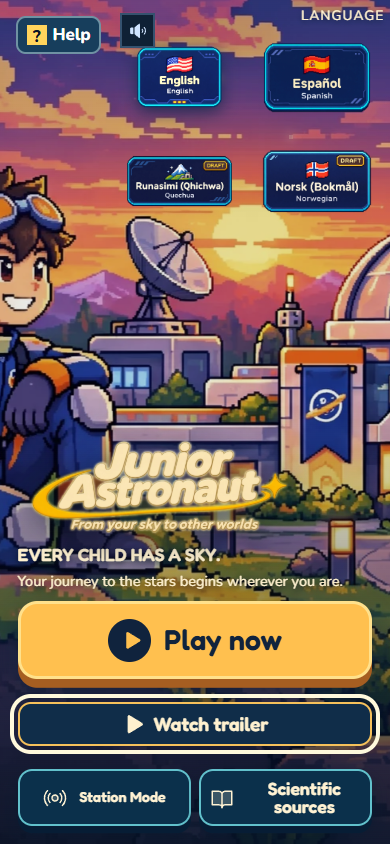 LANGUAGE
? Help
English
English
Español
Spanish
DRAFT
Runasimi (Qhichwa)
Quechua
DRAFT
Norsk (Bokmål)
Norwegian
Junior
Astronaut
From your sky to other worlds
EVERY CHILD HAS A SKY.
Your journey to the stars begins wherever you are.
Play now
Watch trailer
Station Mode
Scientific
sources